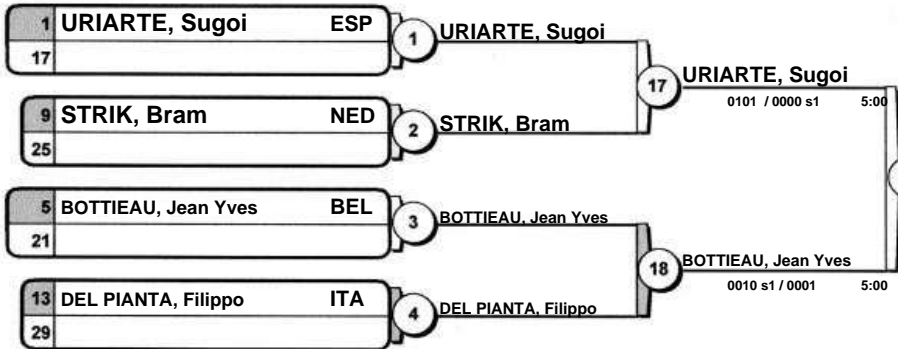 1 URIARTE, Sugoi ESP
17
1 URIARTE, Sugoi
9 STRIK, Bram NED
25
2 STRIK, Bram
17 URIARTE, Sugoi
0101 / 0000 s1 5:00
5 BOTTIEAU, Jean Yves BEL
21
3 BOTTIEAU, Jean Yves
13 DEL PIANTA, Filippo ITA
29
4 DEL PIANTA, Filippo
18 BOTTIEAU, Jean Yves
0010 s1 / 0001 5:00